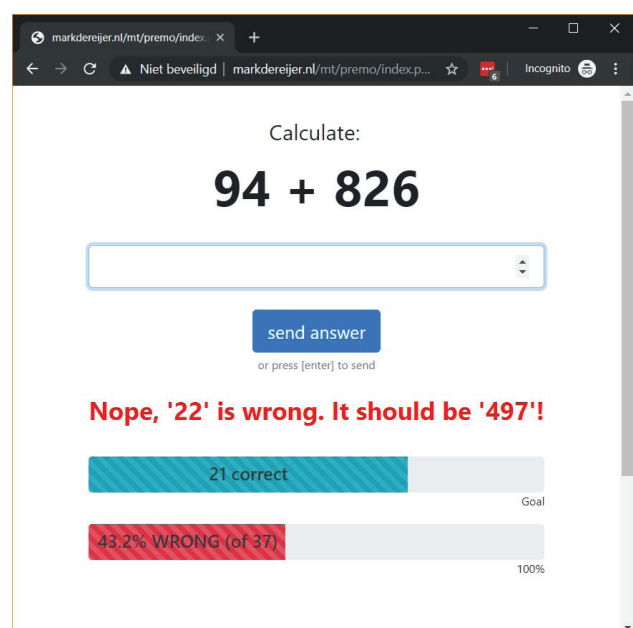 markdereijer.nl/mt/premo/index.
Niet beveiligd | markdereijer.nl/mt/premo/index.p... 6 Incognito
Calculate:
94 + 826
send answer
or press [enter] to send
Nope, '22' is wrong. It should be '497'!
21 correct
Goal
43.2% WRONG (of 37)
100%